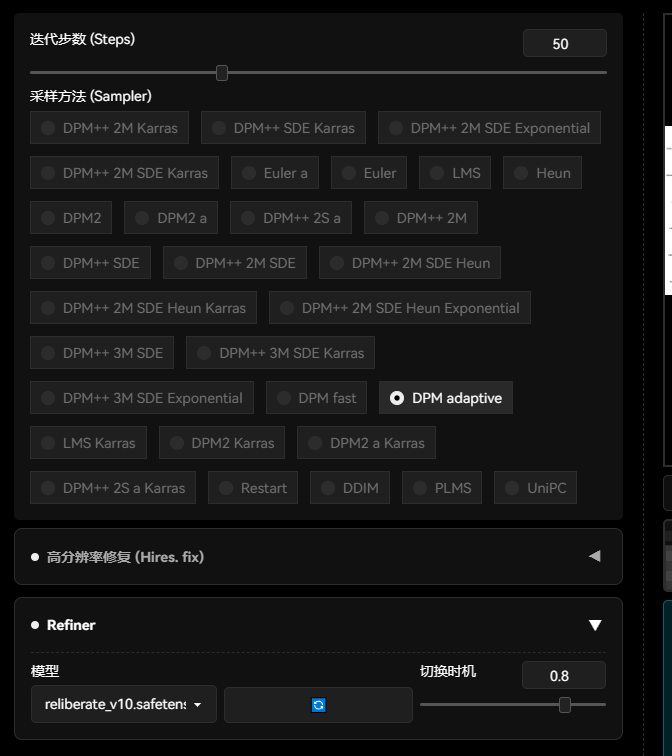 迭代步数 (Steps) 50
采样方法 (Sampler)
DPM++ 2M Karras DPM++ SDE Karras DPM++ 2M SDE Exponential
DPM++ 2M SDE Karras Euler a Euler LMS Heun
DPM2 DPM2 a DPM++ 2S a DPM++ 2M
DPM++ SDE DPM++ 2M SDE DPM++ 2M SDE Heun
DPM++ 2M SDE Heun Karras DPM++ 2M SDE Heun Exponential
DPM++ 3M SDE DPM++ 3M SDE Karras
DPM++ 3M SDE Exponential DPM fast DPM adaptive
LMS Karras DPM2 Karras DPM2 a Karras
DPM++ 2S a Karras Restart DDIM PLMS UniPC
高分辨率修复 (Hires. fix)
Refiner
模型 切换时机 0.8
reliberate_v10.safetens